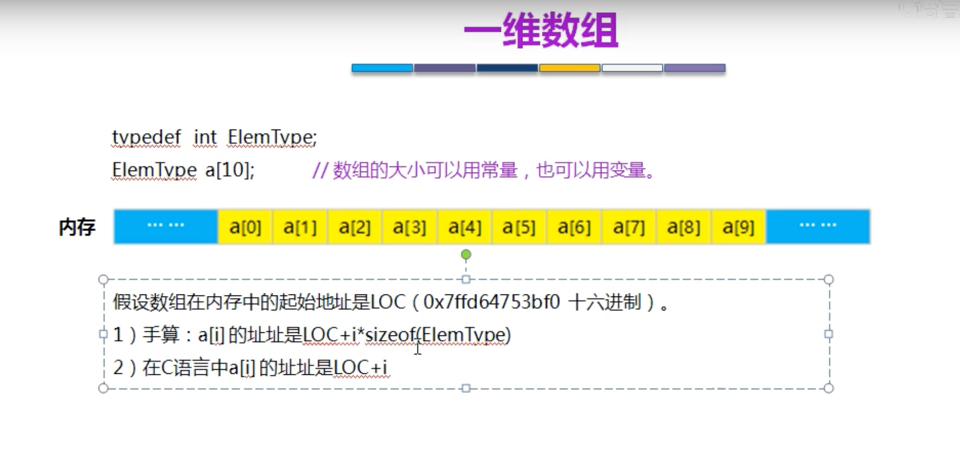 一维数组
typedef int ElemType;
ElemType a[10]; // 数组的大小可以用常量，也可以用变量。
内存 … … a[0] a[1] a[2] a[3] a[4] a[5] a[6] a[7] a[8] a[9] … …
假设数组在内存中的起始地址是LOC（0x7ffd64753bf0 十六进制）。
1）手算：a[i]的址址是LOC+i*sizeof(ElemType)
2）在C语言中a[i]的址址是LOC+i